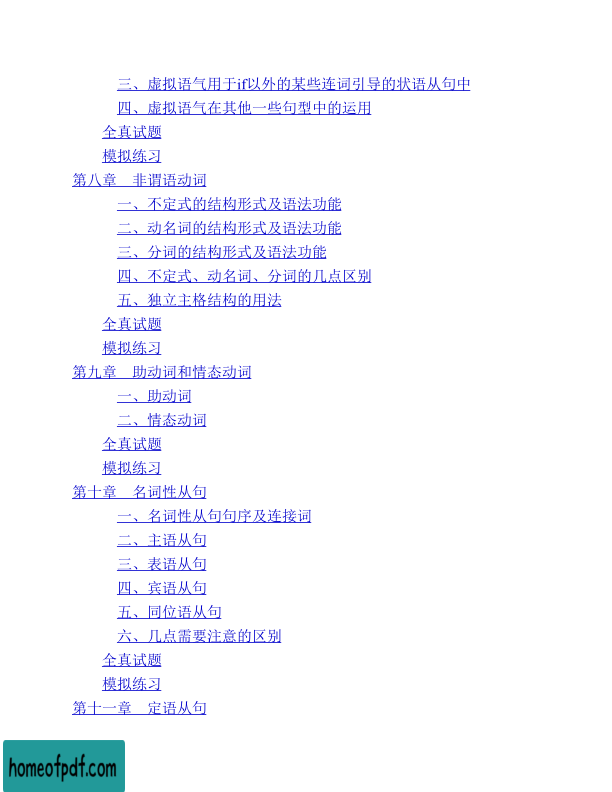 三、虚拟语气用于if以外的某些连词引导的状语从句中
四、虚拟语气在其他一些句型中的运用
全真试题
模拟练习
第八章　非谓语动词
一、不定式的结构形式及语法功能
二、动名词的结构形式及语法功能
三、分词的结构形式及语法功能
四、不定式、动名词、分词的几点区别
五、独立主格结构的用法
全真试题
模拟练习
第九章　助动词和情态动词
一、助动词
二、情态动词
全真试题
模拟练习
第十章　名词性从句
一、名词性从句句序及连接词
二、主语从句
三、表语从句
四、宾语从句
五、同位语从句
六、几点需要注意的区别
全真试题
模拟练习
第十一章　定语从句
homeofpdf.com